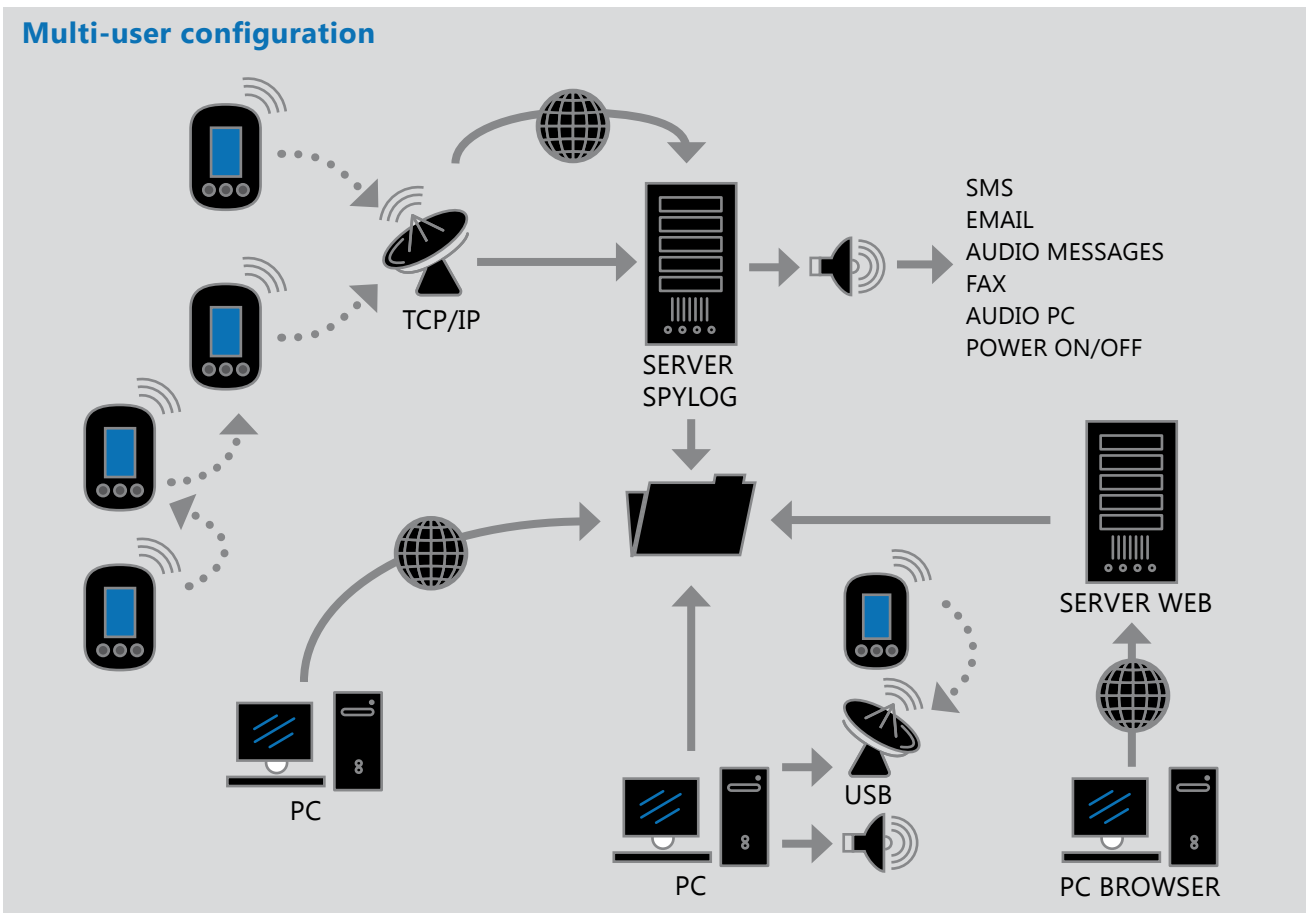 Multi-user configuration
TCP/IP
SERVER
SPYLOG
SMS
EMAIL
AUDIO MESSAGES
FAX
AUDIO PC
POWER ON/OFF
SERVER WEB
PC
USB
PC
PC BROWSER